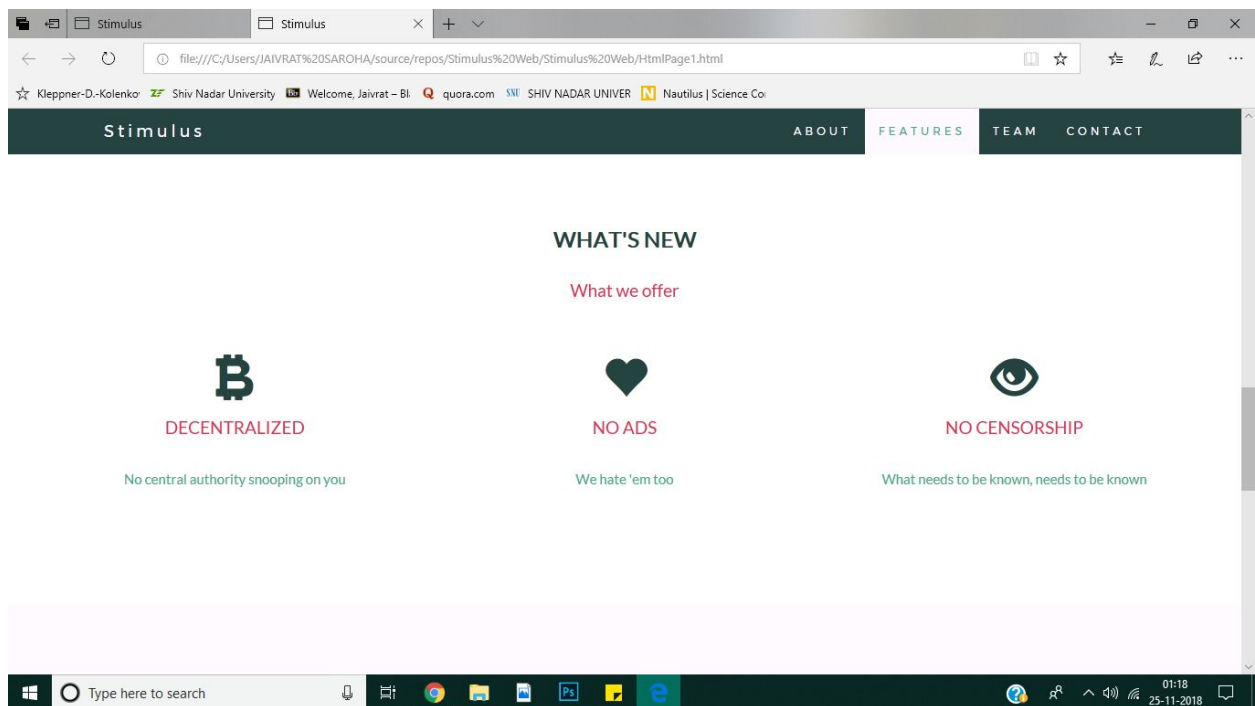 Stimulus
Stimulus
file:///C:/Users/JAIVRAT%20SAROHA/source/repos/Stimulus%20Web/Stimulus%20Web/HtmlPage1.html
Kleppner-D.-Kolenko Shiv Nadar University Bb Welcome, Jaivrat – Bl quora.com SNU SHIV NADAR UNIVER N Nautilus | Science Co
Stimulus ABOUT FEATURES TEAM CONTACT
WHAT'S NEW
What we offer
DECENTRALIZED
No central authority snooping on you
NO ADS
We hate 'em too
NO CENSORSHIP
What needs to be known, needs to be known
Type here to search
Ps
01:18
25-11-2018